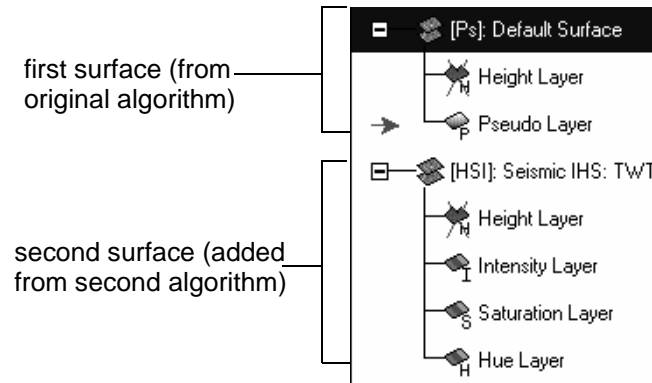 [Ps]: Default Surface
first surface (from
original algorithm)
Height Layer
Pseudo Layer
P
[HSI]: Seismic IHS: TWT
Height Layer
second surface (added
from second algorithm)
Intensity Layer
I
Saturation Layer
S
Hue Layer
H